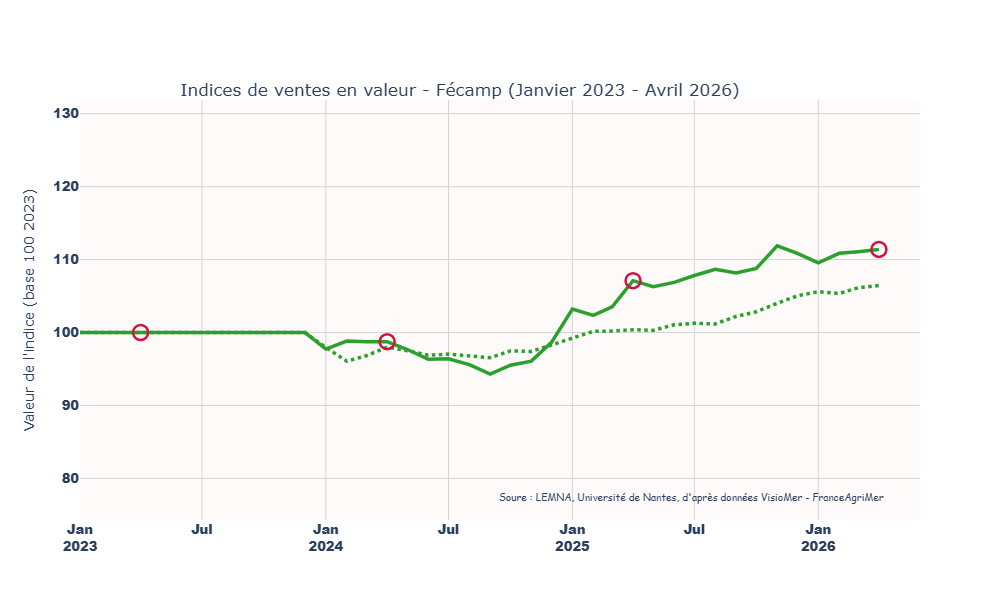 Indices de ventes en valeur - Fécamp (Janvier 2023 - Avril 2026)
Valeur de l'indice (base 100 2023)
130
120
110
100
90
80
Soure : LEMNA, Université de Nantes, d'après données VisioMer - FranceAgriMer
Jan
2023
Jul
Jan
2024
Jul
Jan
2025
Jul
Jan
2026